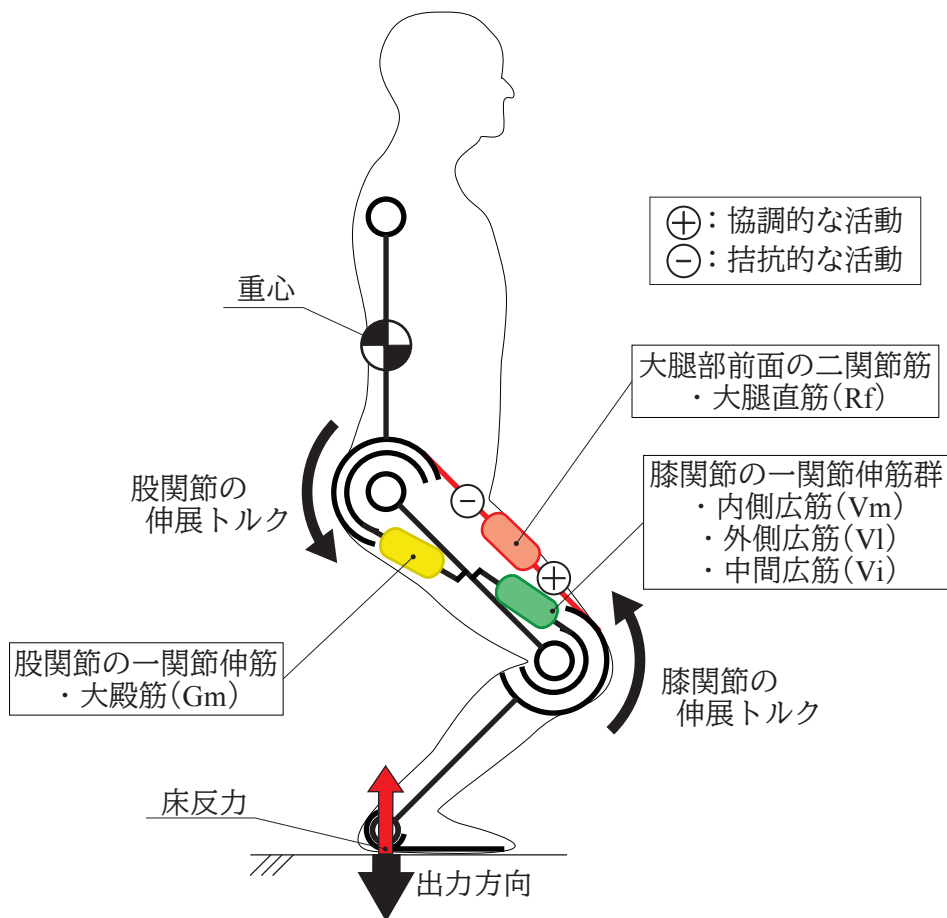 ⊕：協調的な活動
⊖：拮抗的な活動
重心
大腿部前面の二関節筋
・大腿直筋(Rf)
股関節の
伸展トルク
−
膝関節の一関節伸筋群
・内側広筋(Vm)
・外側広筋(Vl)
・中間広筋(Vi)
+
股関節の一関節伸筋
・大殿筋(Gm)
膝関節の
伸展トルク
床反力
出力方向